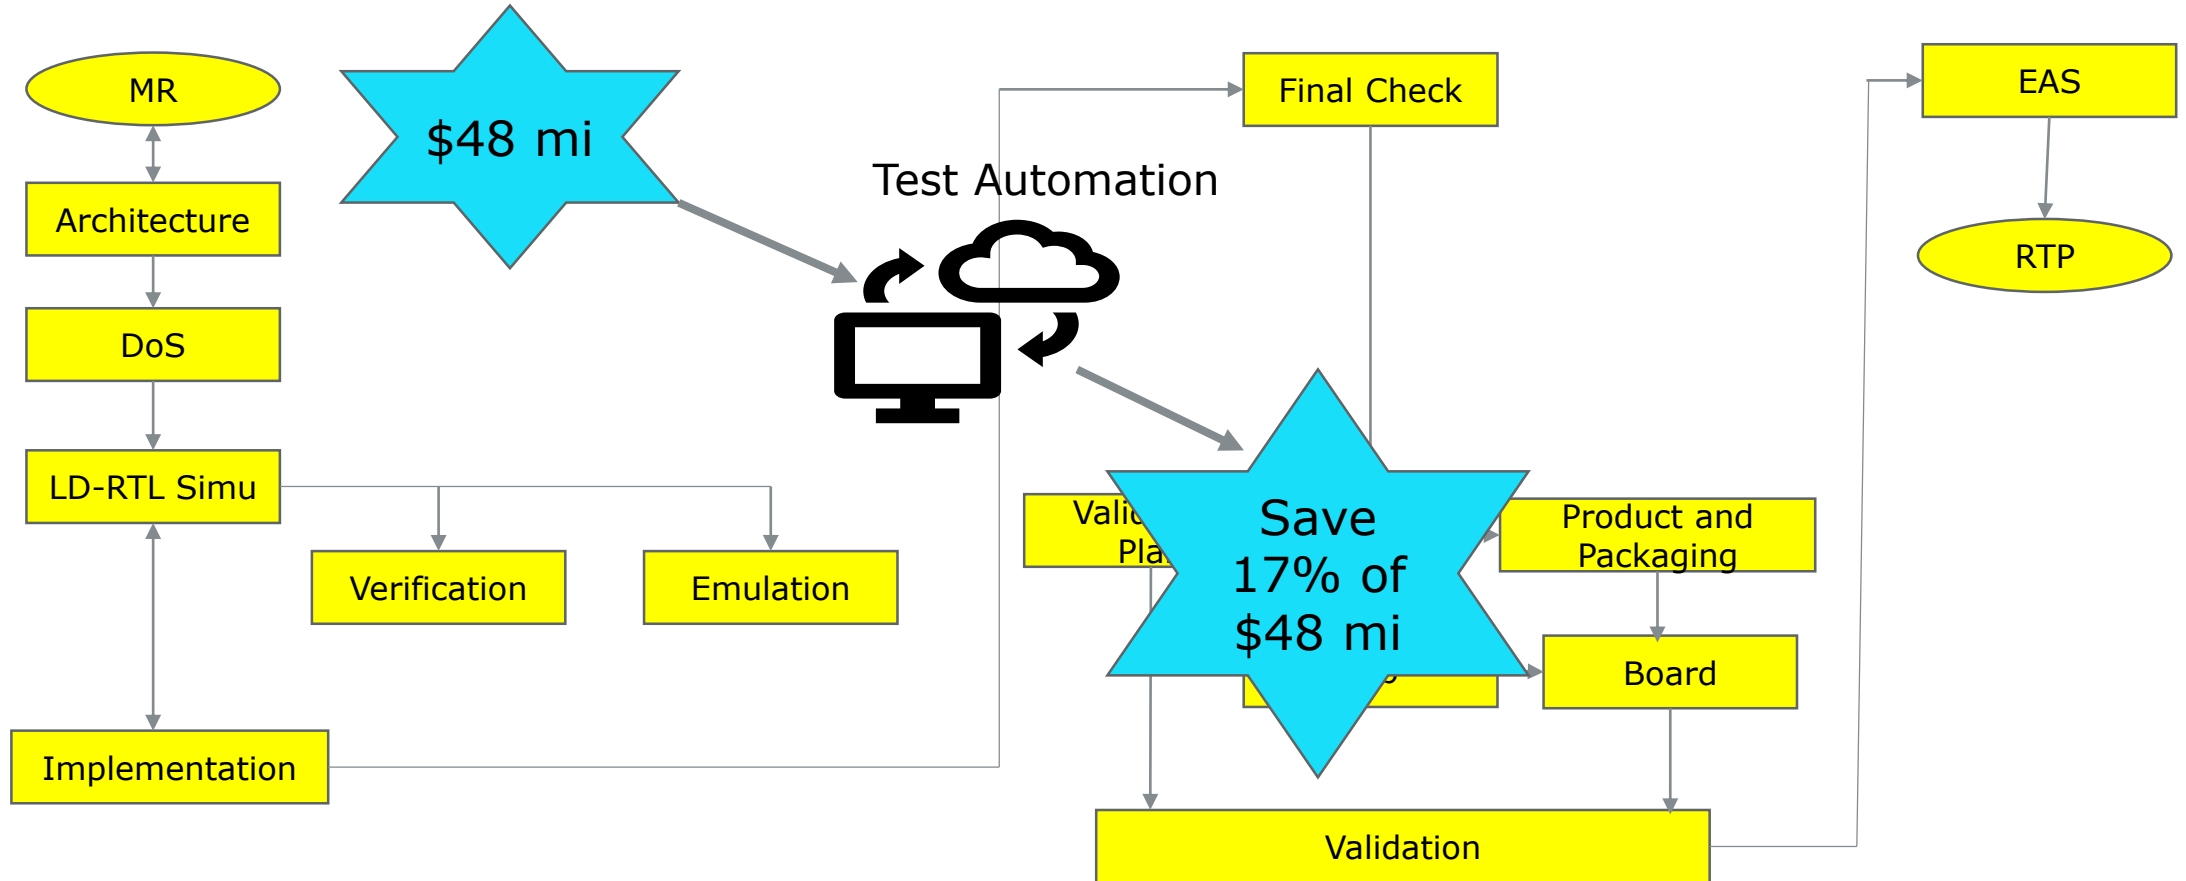 MR
Architecture
DoS
LD-RTL Simu
Verification
Emulation
Implementation
$48 mi
Test Automation
Final Check
Save
17% of
$48 mi
Product and
Packaging
Board
Validation
EAS
RTP